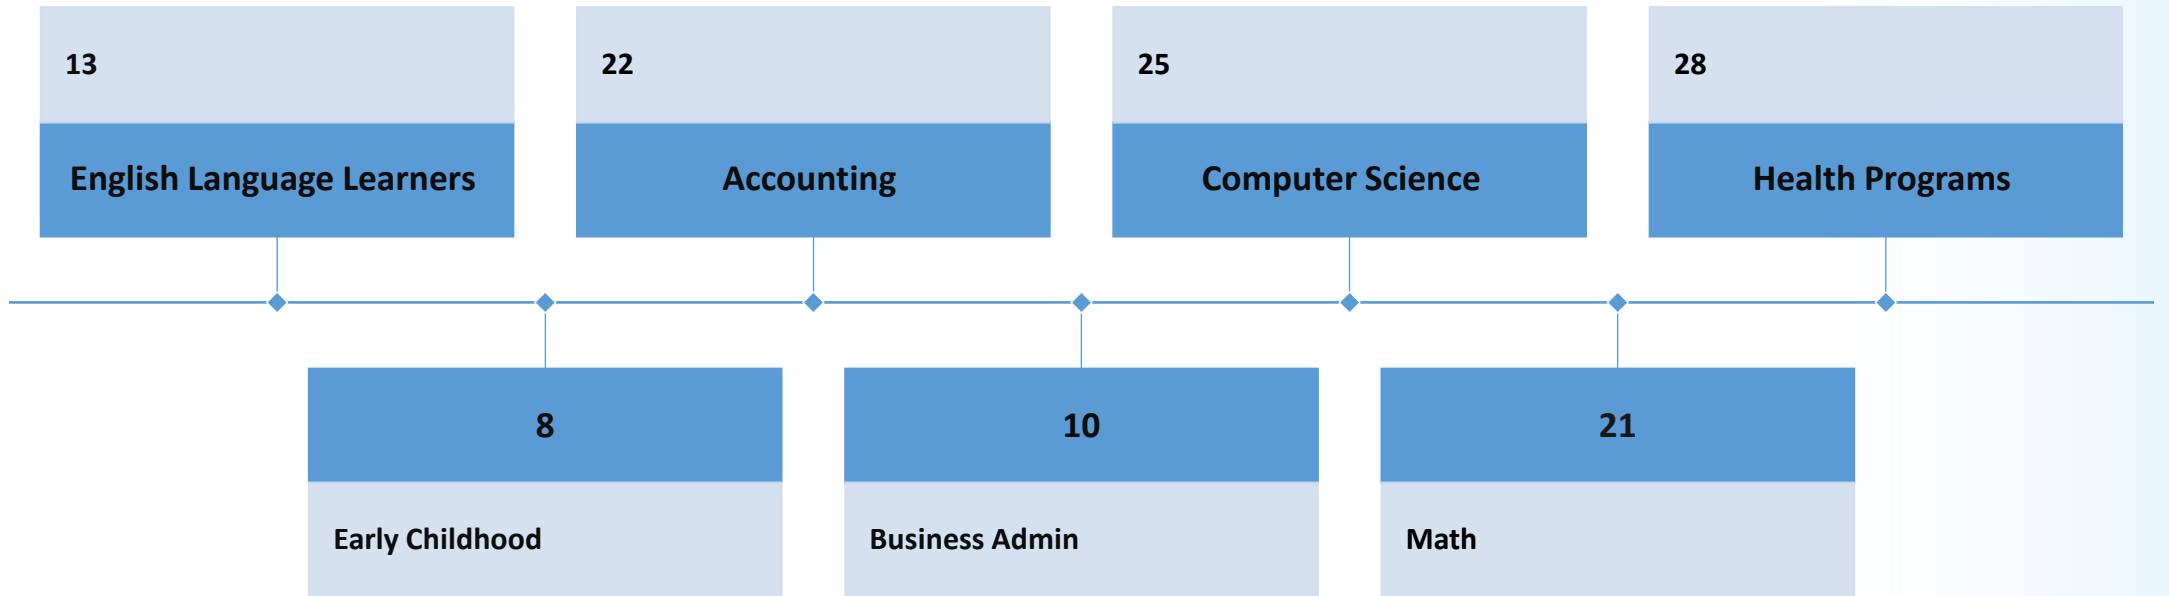 13
English Language Learners
22
Accounting
25
Computer Science
28
Health Programs
8
Early Childhood
10
Business Admin
21
Math